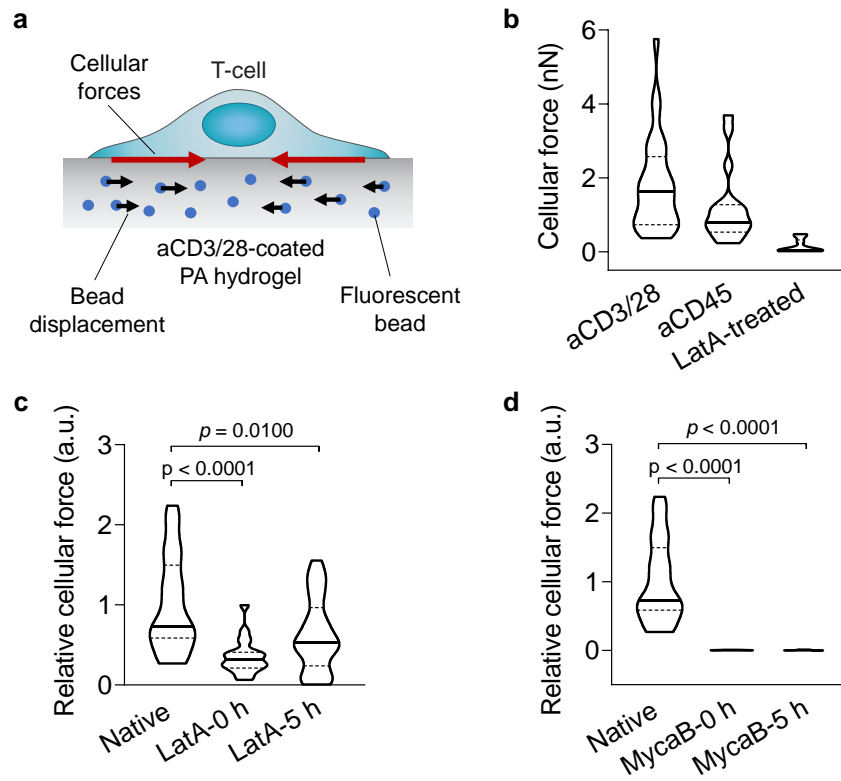 a
Cellular
forces
T-cell
aCD3/28-coated
PA hydrogel
Bead
displacement
Fluorescent
bead
b
Cellular force (nN)
6
4
2
0
aCD3/28
aCD45
LatA-treated
c
Relative cellular force (a.u.)
3
2
1
0
p = 0.0100
p < 0.0001
Native
LatA-0 h
LatA-5 h
d
Relative cellular force (a.u.)
3
2
1
0
p < 0.0001
p < 0.0001
Native
MycaB-0 h
MycaB-5 h